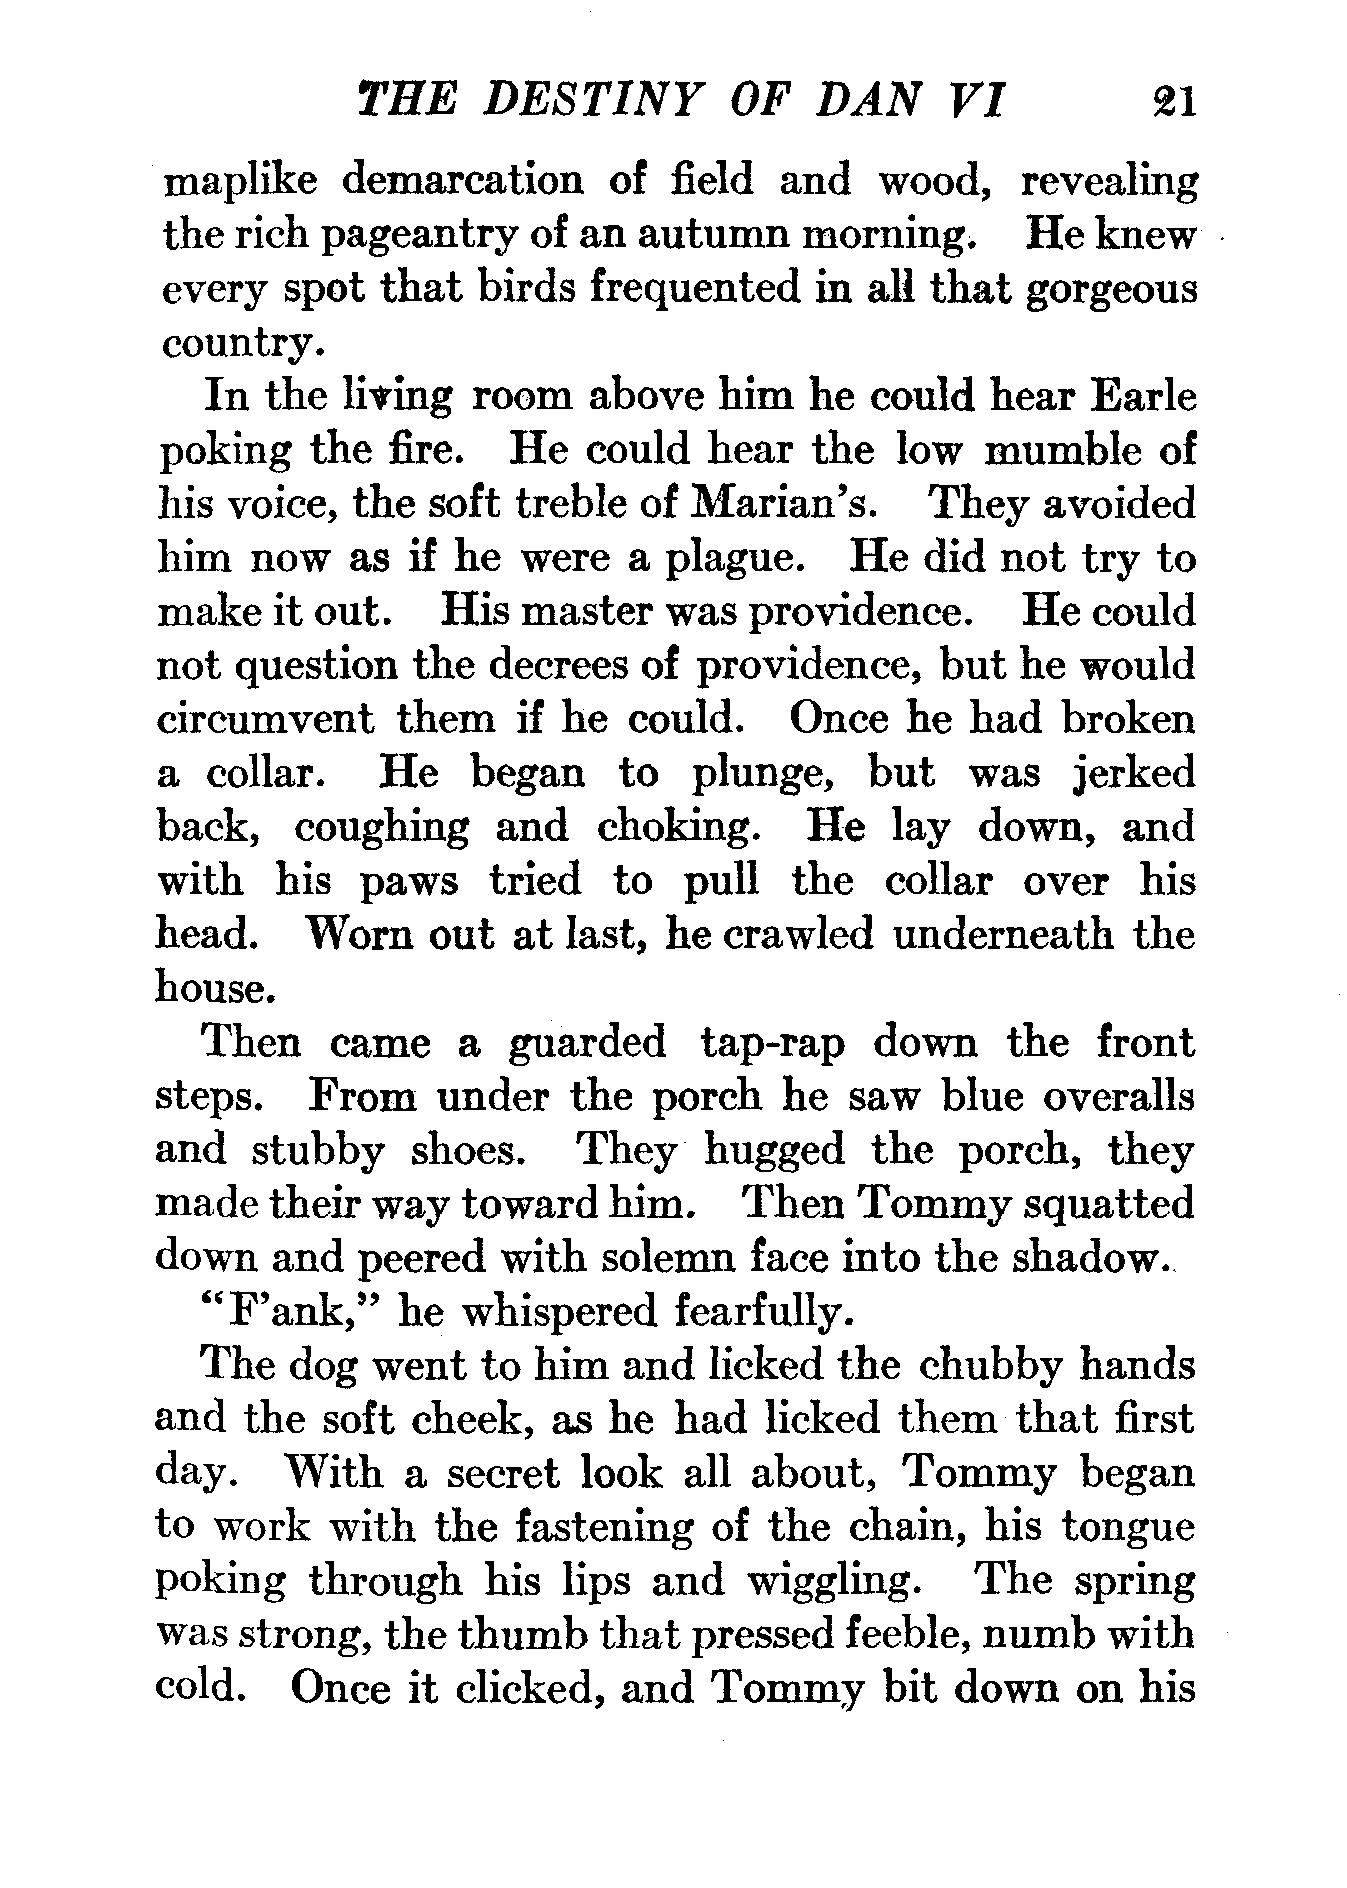 THE DESTINY OF DAN VI 21
maplike demarcation of field and wood, revealing
the rich pageantry of an autumn morning. He knew
every spot that birds frequented in all that gorgeous
country.
In the living room above him he could hear Earle
poking the fire. He could hear the low mumble of
his voice, the soft treble of Marian's. They avoided
him now as if he were a plague. He did not try to
make it out. His master was providence. He could
not question the decrees of providence, but he would
circumvent them if he could. Once he had broken
a collar. He began to plunge, but was jerked
back, coughing and choking. He lay down, and
with his paws tried to pull the collar over his
head. Worn out at last, he crawled underneath the
house.
Then came a guarded tap-rap down the front
steps. From under the porch he saw blue overalls
and stubby shoes. They hugged the porch, they
made their way toward him. Then Tommy squatted
down and peered with solemn face into the shadow.
"F'ank," he whispered fearfully.
The dog went to him and licked the chubby hands
and the soft cheek, as he had licked them that first
day. With a secret look all about, Tommy began
to work with the fastening of the chain, his tongue
poking through his lips and wiggling. The spring
was strong, the thumb that pressed feeble, numb with
cold. Once it clicked, and Tommy bit down on his